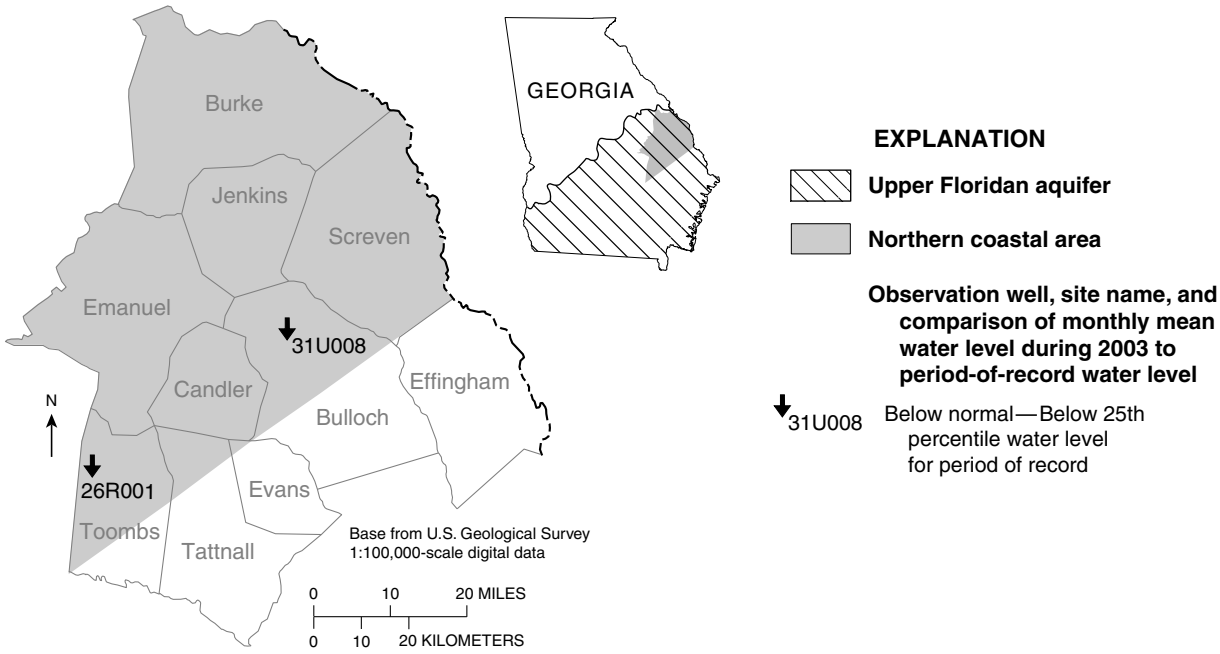 Burke
Jenkins
Screven
Emanuel
31U008
Candler
Effingham
Bulloch
N
26R001
Evans
Toombs
Tattnall
Base from U.S. Geological Survey
1:100,000-scale digital data
0 10 20 MILES
0 10 20 KILOMETERS
GEORGIA
EXPLANATION
Upper Floridan aquifer
Northern coastal area
Observation well, site name, and
comparison of monthly mean
water level during 2003 to
period-of-record water level
31U008
Below normal—Below 25th
percentile water level
for period of record